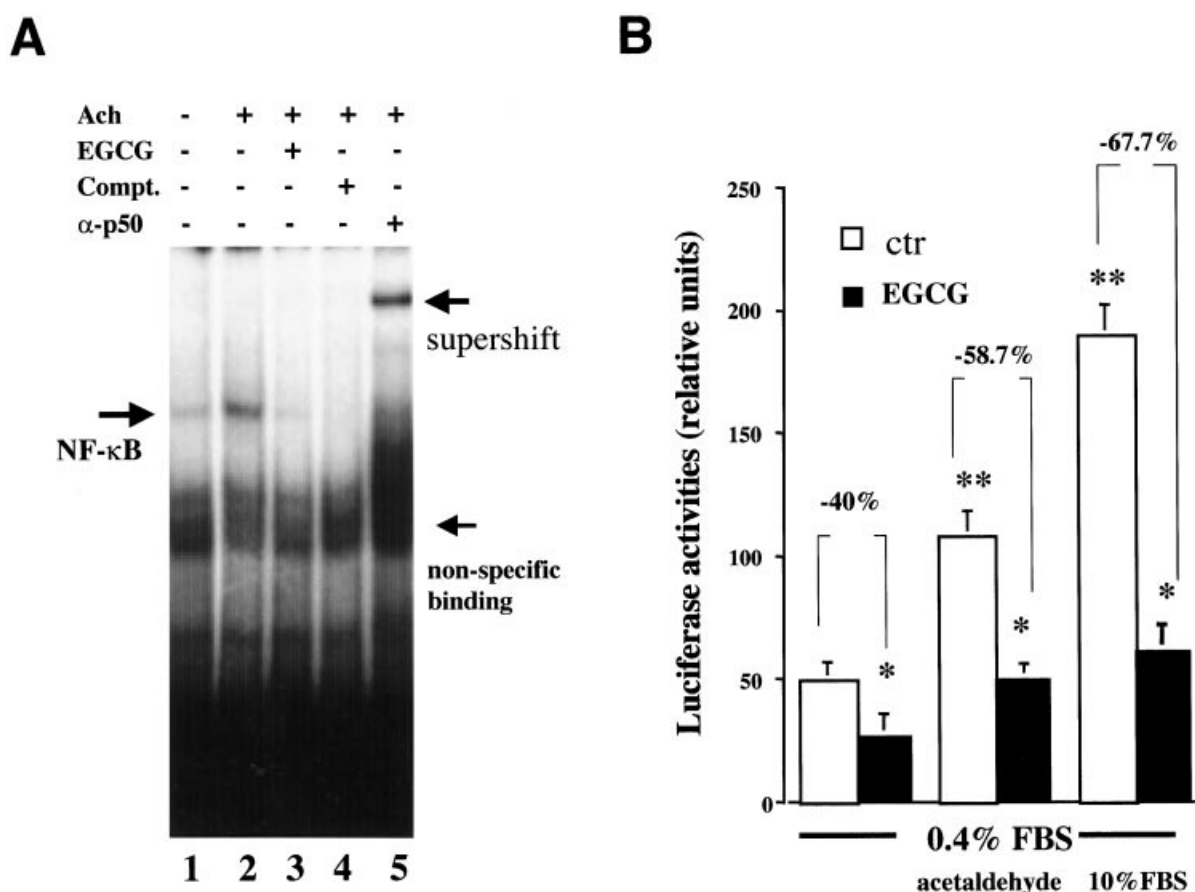 A
Ach - + + + +
EGCG - - + - -
Compt. - - - + -
α-p50 - - - - +
supershift
NF-κB
non-specific
binding
1 2 3 4 5
B
-67.7%
250
ctr
EGCG
**
200
-58.7%
150
**
-40%
100
*
*
*
50
0
Luciferase activities (relative units)
0.4% FBS
acetaldehyde 10%FBS